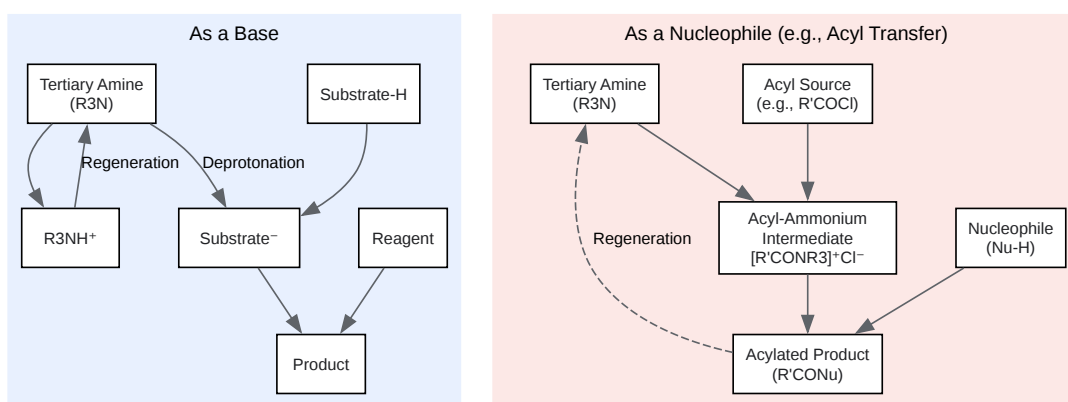 As a Base
Tertiary Amine
(R3N)
Substrate-H
Regeneration
Deprotonation
R3NH⁺
Substrate⁻
Reagent
Product
As a Nucleophile (e.g., Acyl Transfer)
Tertiary Amine
(R3N)
Acyl Source
(e.g., R'COCl)
Regeneration
Acyl-Ammonium
Intermediate
[R'CONR3]⁺Cl⁻
Nucleophile
(Nu-H)
Acylated Product
(R'CONu)